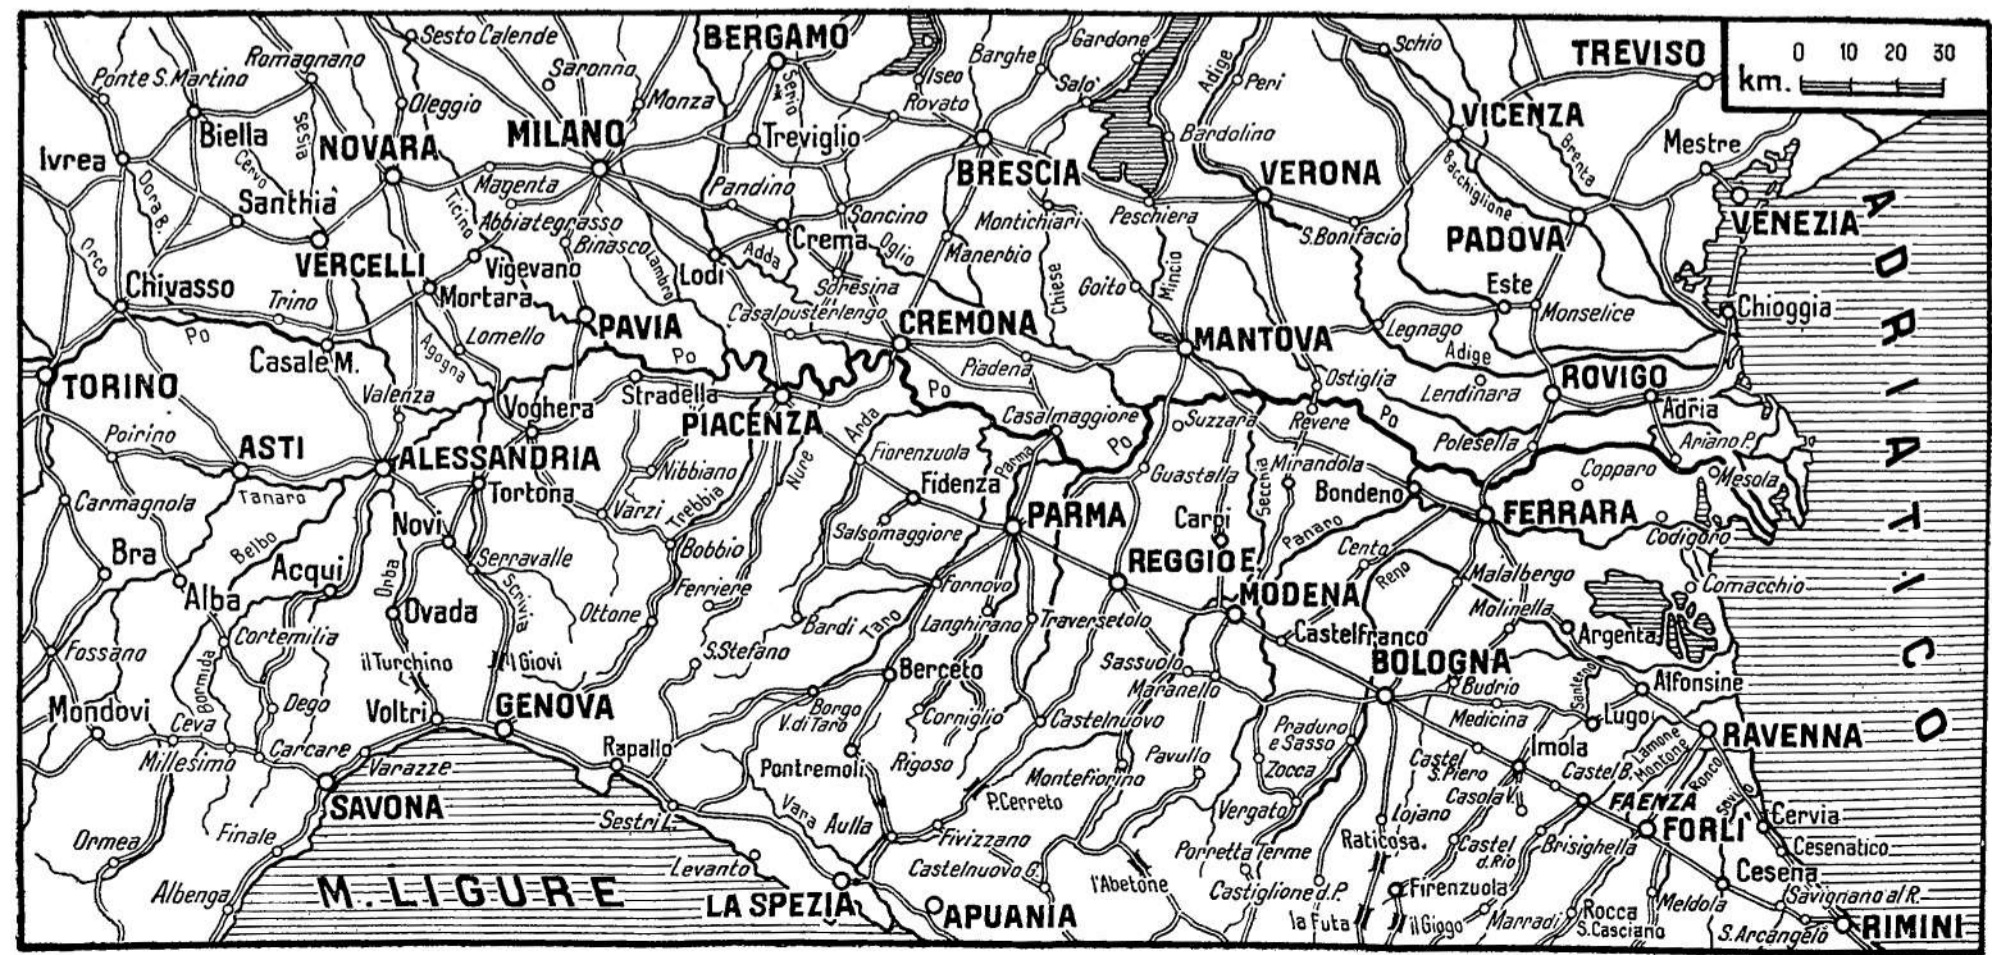 Sesto Calende
BERGAMO
Barghe
Gardone
Schio
TREVISO
0 10 20 30
km.
Ponte S. Martino
Romagnano
Saronno
Serio
Iseo
Salo'
Adige
Peri
Biella
Oleggio
Monza
Rovato
VICENZA
Mestre
Ivrea
Sesia
Cervo
NOVARA
MILANO
Treviglio
BRESCIA
Bardolino
VERONA
Brenta
Bacchiglione
Dora B.
Santhià
Magenta
Ticino
Abbiategrasso
Pandino
Soncino
Montichiari
Peschiera
S. Bonifacio
PADOVA
VENEZIA
ADRIATICO
Orco
VERCELLI
Binasco
Lambro
Vigevano
Lodi
Adda
Crema
Oglio
Manerbio
Chiese
Mincio
Goito
Este
Monselice
Chivasso
Trino
Mortara
Soresina
Casalpusterlengo
Chioggia
Po
Casale M.
Agogna
Lomello
PAVIA
Po
CREMONA
Piadena
MANTOVA
Legnago
Adige
TORINO
Valenza
Voghera
Stradella
PIACENZA
Po
Ostiglia
Lendinara
ROVIGO
Adria
Poirino
ASTI
ALESSANDRIA
Arda
Casalmaggiore
Po
Suzzara
Revere
Po
Polesella
Ariano P.
Carmagnola
Tanaro
Tortona
Nibbiano
Nure
Fiorenzuola
Parma
Guastalla
Secchia
Mirandola
Copparo
Mesola
Novi
Varzi
Trebbia
Fidenza
PARMA
Carpi
Bondeno
FERRARA
Codigoro
Bra
Belbo
Acqui
Serravalle
Bobbio
Salsomaggiore
REGGIO E.
Panaro
Cento
Reno
Malalbergo
Comacchio
Alba
Orba
Ovada
Scrivia
Ottone
Ferriere
Bardi
Fornovo
Taro
Langhirano
Traversetolo
MODENA
Castelfranco
Molinella
Argenta
Fossano
Cortemilia
Bormida
il Turchino
i Giovi
S. Stefano
Berceto
Sassuolo
Maranello
BOLOGNA
Budrio
Santerno
Alfonsine
Mondovi
Ceva
Dego
Voltri
GENOVA
Borgo
V. di Taro
Corniglio
Castelnuovo
Praduro
e Sasso
Medicina
Lugo
Millesimo
Carcare
Varazze
Rapallo
Pontremoli
Rigoso
Montefiorino
Pavullo
Zocca
Castel
S. Piero
Imola
Lamone
Montone
Ronco
RAVENNA
SAVONA
Sestri L.
Vara
Aulla
P. Cerreto
Vergato
Lojano
Casola V.
Castel B.
FAENZA
Savio
Cervia
Ormea
Finale
Levanto
Fivizzano
Castelnuovo G.
l'Abetone
Porretta Terme
Raticosa.
Castel
d. Rio
Brisighella
FORLI'
Cesenatico
Cesena
Albenga
M. LIGURE
LA SPEZIA
APUANIA
Castiglione d. P.
la Futa
Firenzuola
il Giogo
Marradi
Rocca
S. Casciano
Meldola
Savignano al R.
S. Arcangelo
RIMINI